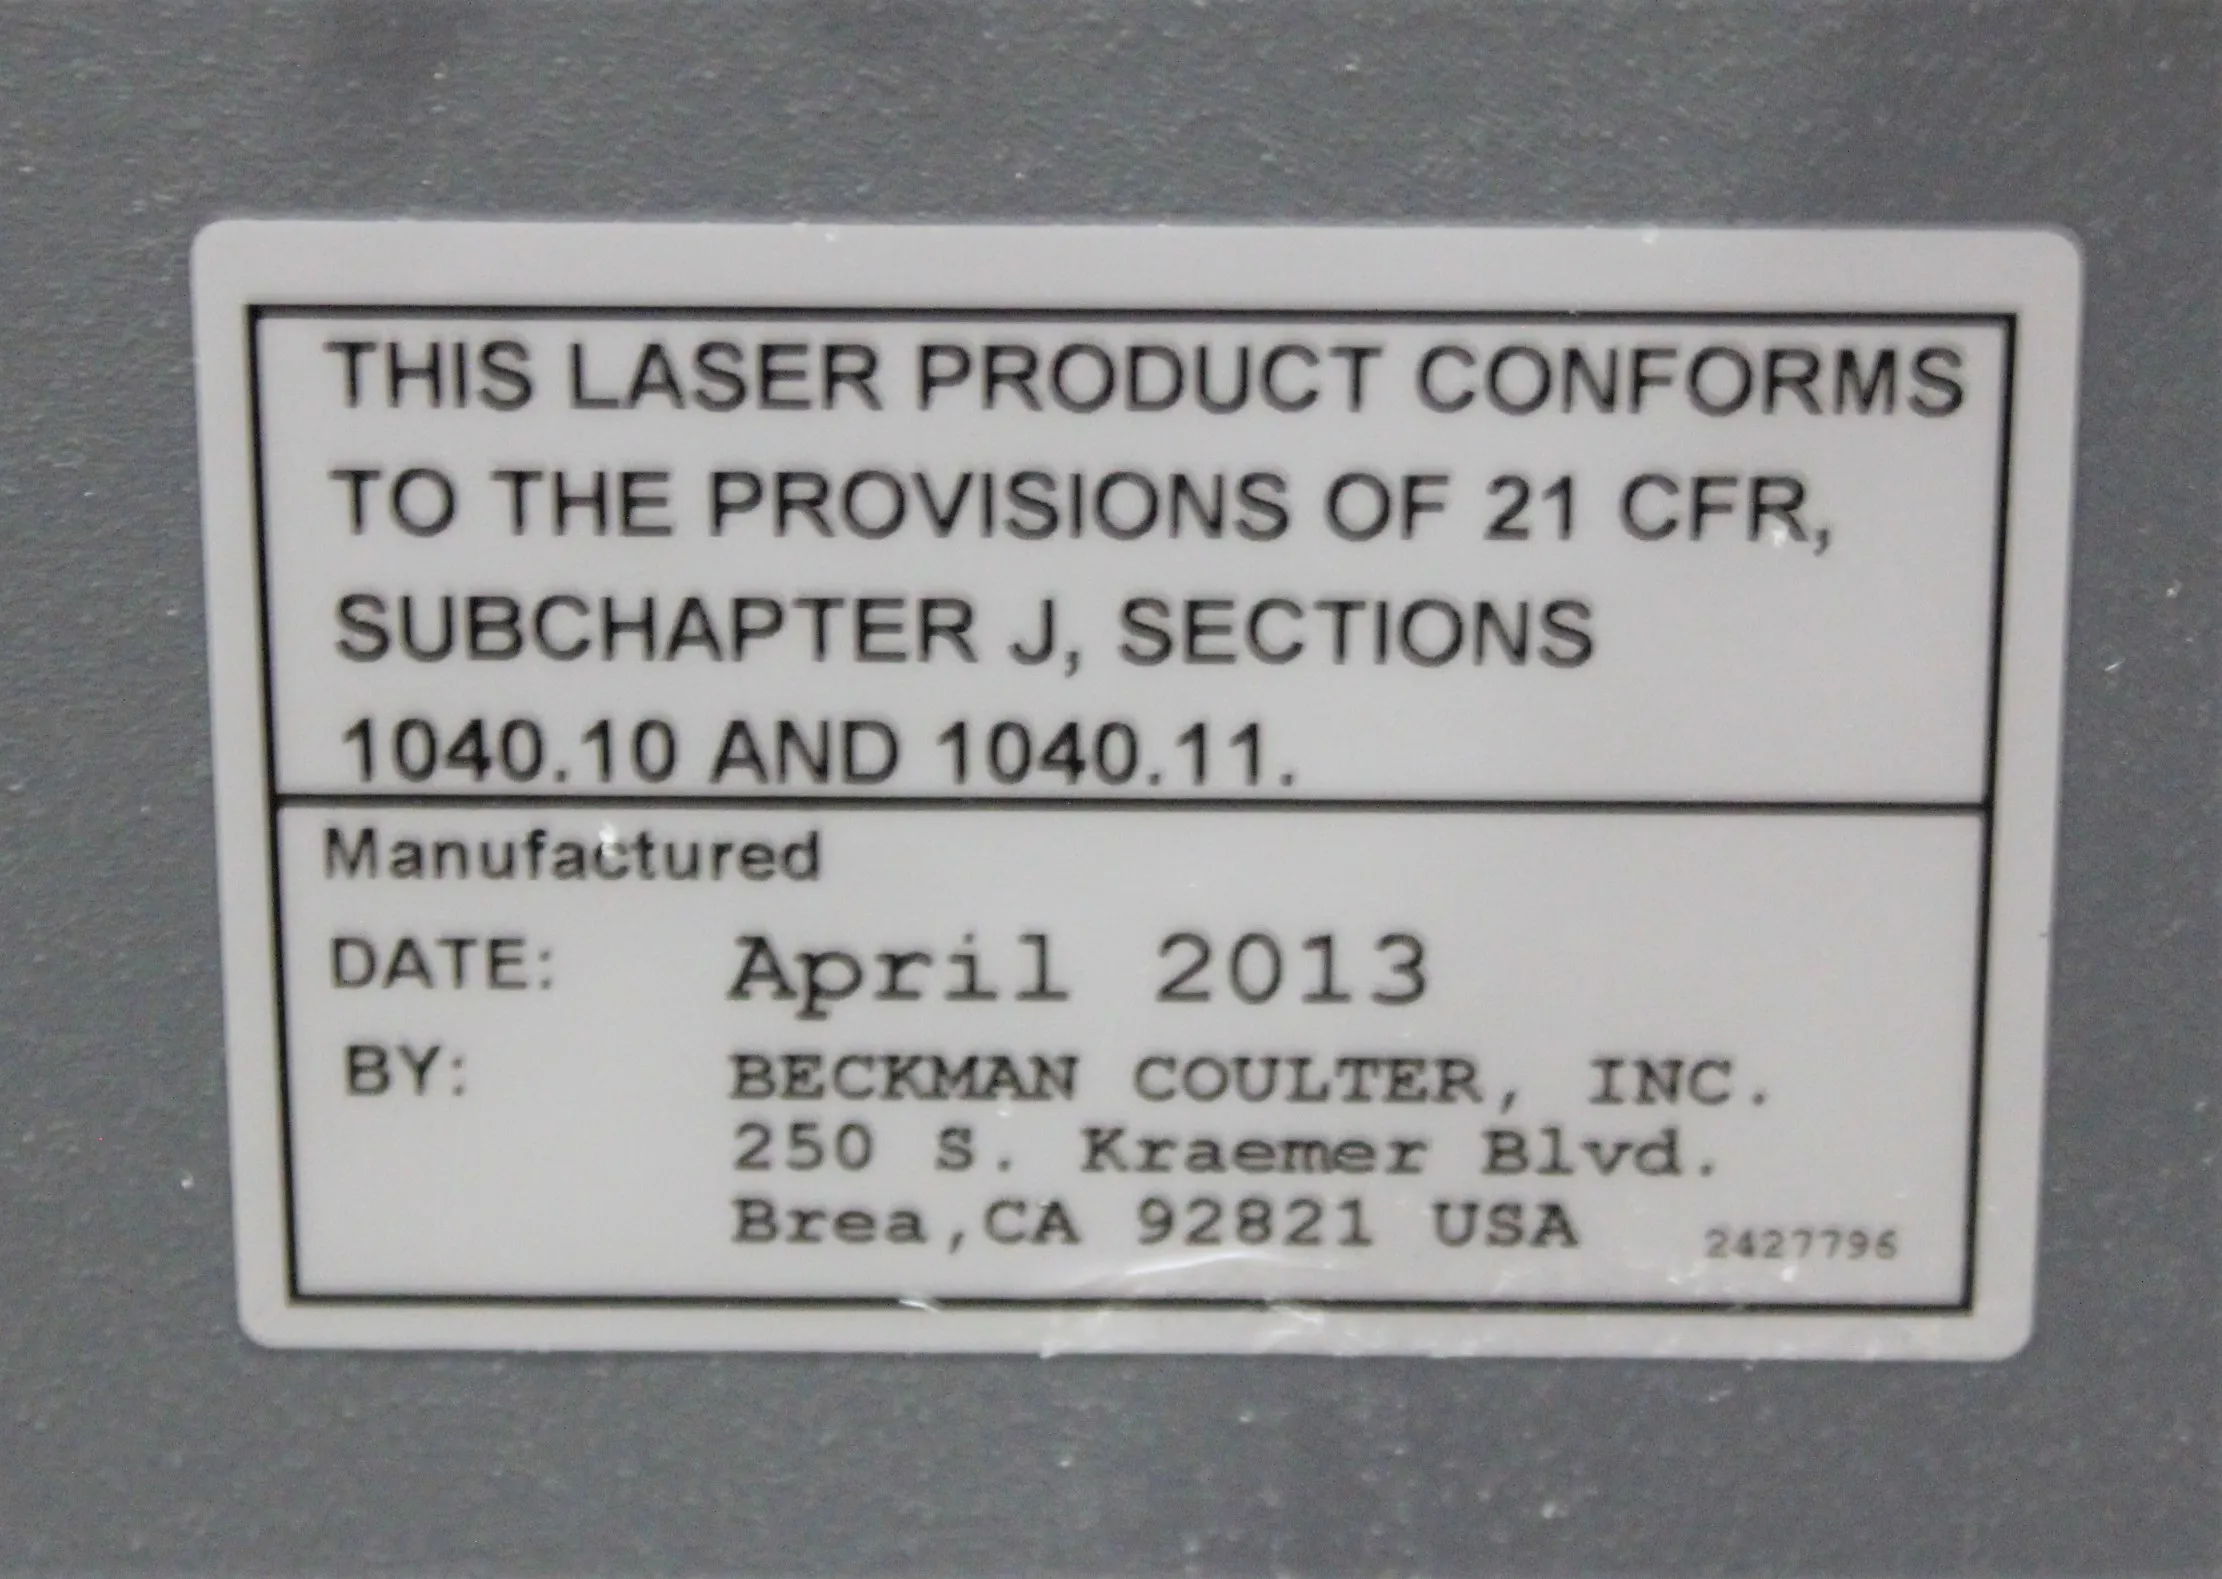 THIS LASER PRODUCT CONFORMS
TO THE PROVISIONS OF 21 CFR,
SUBCHAPTER J, SECTIONS
1040.10 AND 1040.11.
Manufactured
DATE: April 2013
BY: BECKMAN COULTER, INC.
250 S. Kraemer Blvd.
Brea,CA 92821 USA 2427796